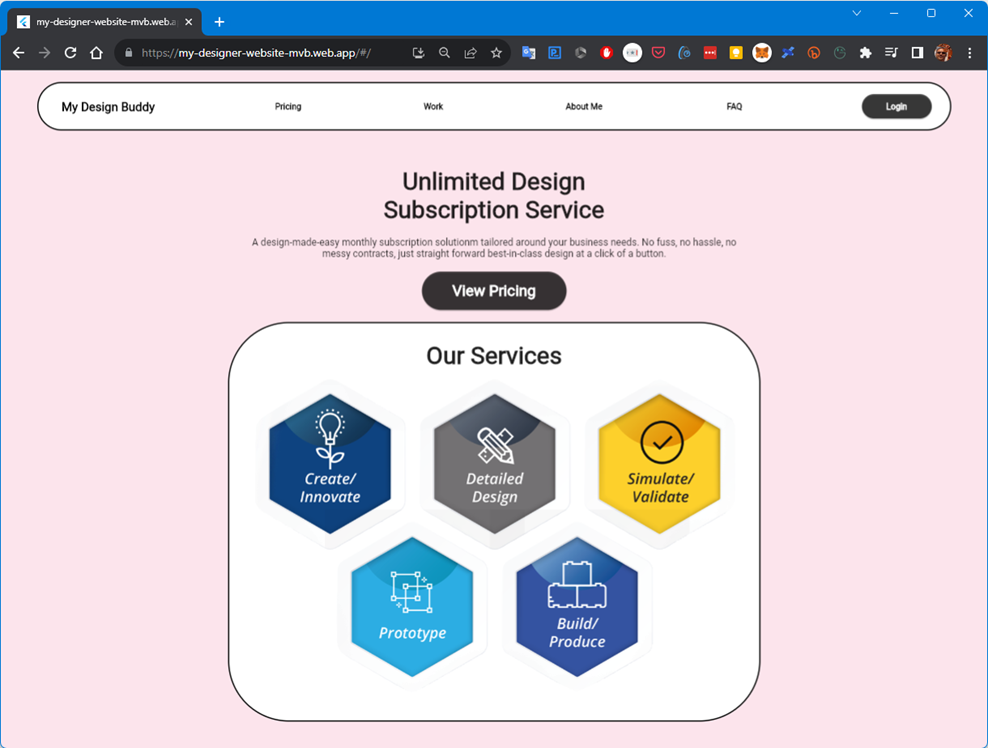 my-designer-website-mvb.web.a
https://my-designer-website-mvb.web.app/#/
My Design Buddy
Pricing
Work
About Me
FAQ
Login
Unlimited Design
Subscription Service
A design-made-easy monthly subscription solutionm tailored around your business needs. No fuss, no hassle, no
messy contracts, just straight forward best-in-class design at a click of a button.
View Pricing
Our Services
Create/
Innovate
Detailed
Design
Simulate/
Validate
Prototype
Build/
Produce